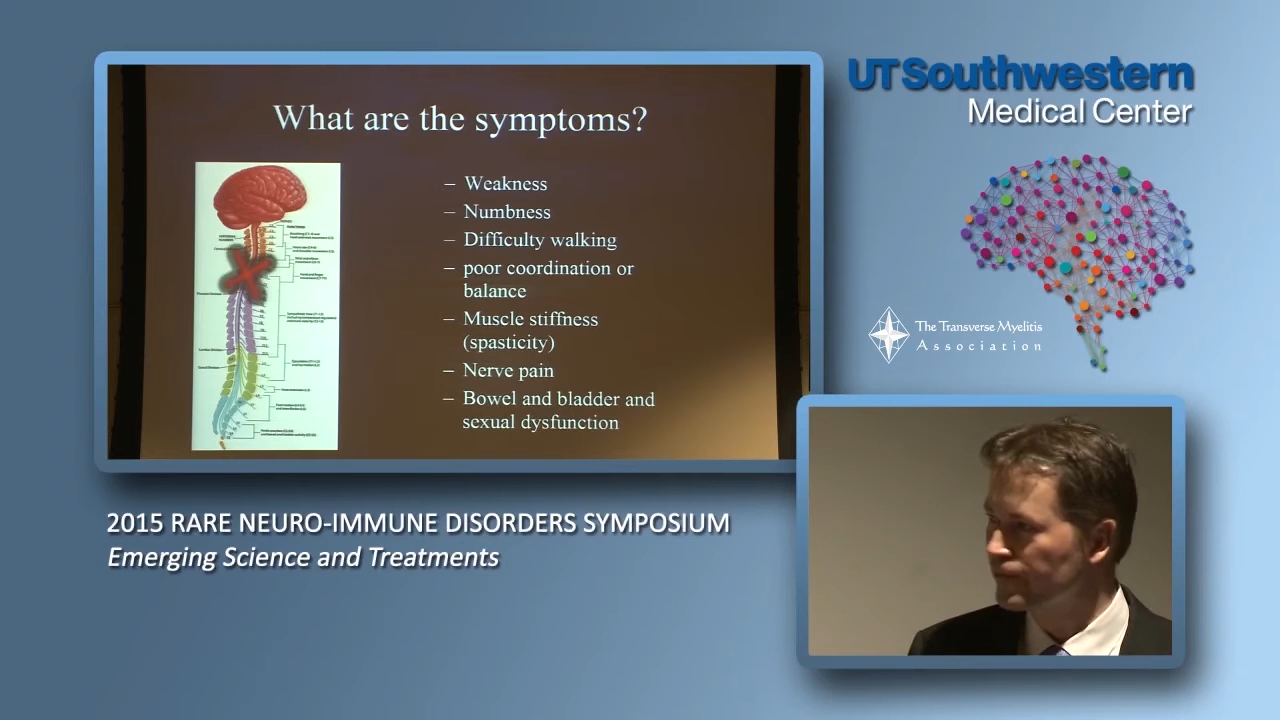 What are the symptoms?
– Weakness
– Numbness
– Difficulty walking
– poor coordination or
balance
– Muscle stiffness
(spasticity)
– Nerve pain
– Bowel and bladder and
sexual dysfunction
UT Southwestern
Medical Center
The Transverse Myelitis
Association
2015 RARE NEURO-IMMUNE DISORDERS SYMPOSIUM
Emerging Science and Treatments